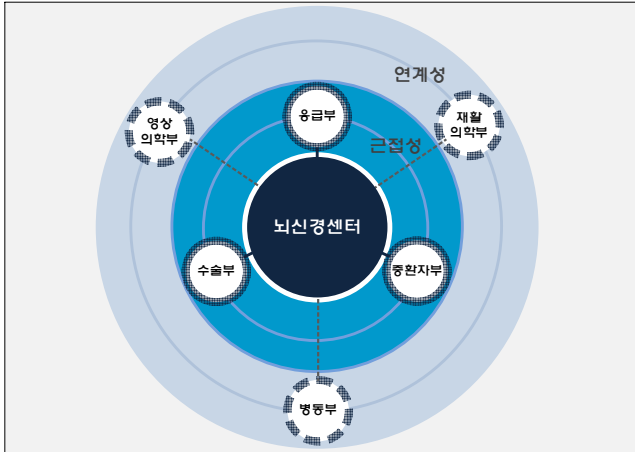 연계성
영상
의학부
응급부
재활
의학부
근접성
뇌신경센터
수술부
중환자부
병동부